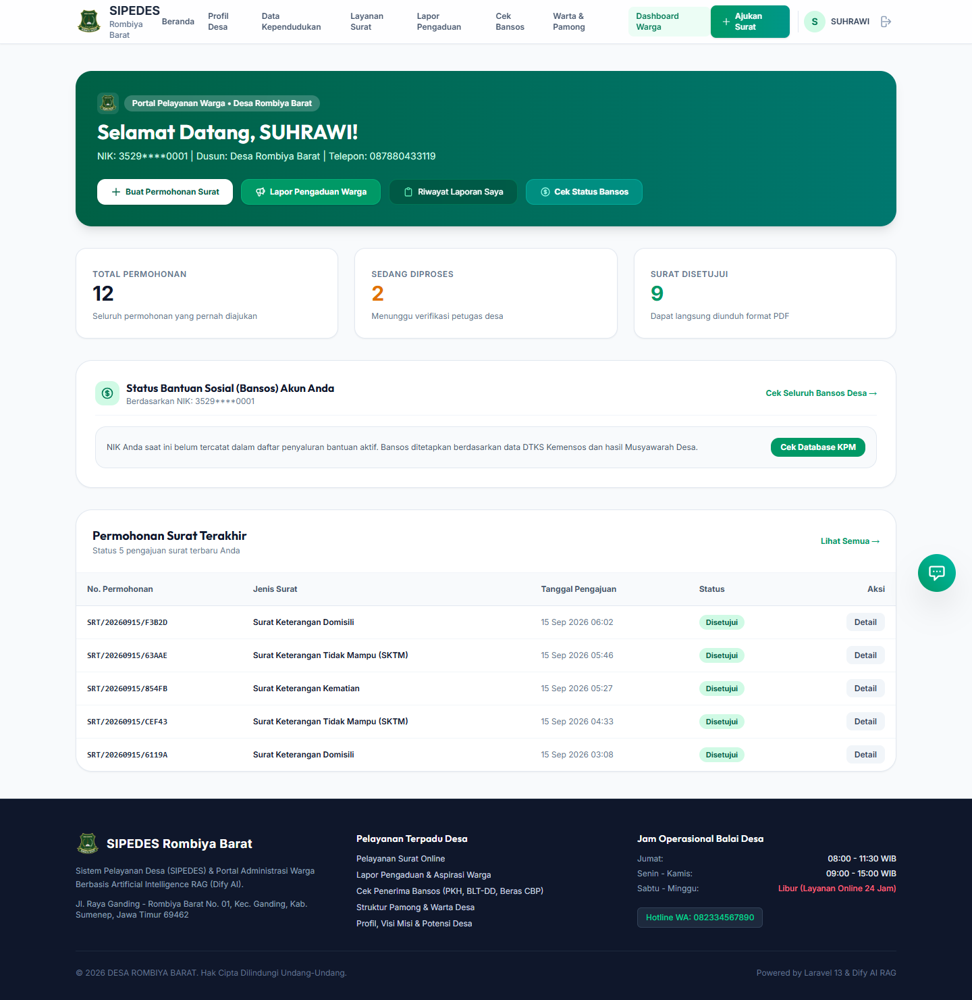 SIPEDES
Rombiya
Barat
Beranda
Profil
Desa
Data
Kependudukan
Layanan
Surat
Lapor
Pengaduan
Cek
Bansos
Warta &
Pamong
Dashboard
Warga
Ajukan
Surat
S
SUHRAWI
Portal Pelayanan Warga • Desa Rombiya Barat
Selamat Datang, SUHRAWI!
NIK: 3529****0001 | Dusun: Desa Rombiya Barat | Telepon: 087880433119
Buat Permohonan Surat
Lapor Pengaduan Warga
Riwayat Laporan Saya
Cek Status Bansos
TOTAL PERMOHONAN
12
Seluruh permohonan yang pernah diajukan
SEDANG DIPROSES
2
Menunggu verifikasi petugas desa
SURAT DISETUJUI
9
Dapat langsung diunduh format PDF
Status Bantuan Sosial (Bansos) Akun Anda
Berdasarkan NIK: 3529****0001
Cek Seluruh Bansos Desa →
NIK Anda saat ini belum tercatat dalam daftar penyaluran bantuan aktif. Bansos ditetapkan berdasarkan data DTKS Kemensos dan hasil Musyawarah Desa.
Cek Database KPM
Permohonan Surat Terakhir
Status 5 pengajuan surat terbaru Anda
Lihat Semua →
No. Permohonan Jenis Surat Tanggal Pengajuan Status Aksi
SRT/20260915/F3B2D Surat Keterangan Domisili 15 Sep 2026 06:02 Disetujui Detail
SRT/20260915/63AAE Surat Keterangan Tidak Mampu (SKTM) 15 Sep 2026 05:46 Disetujui Detail
SRT/20260915/854FB Surat Keterangan Kematian 15 Sep 2026 05:27 Disetujui Detail
SRT/20260915/CEF43 Surat Keterangan Tidak Mampu (SKTM) 15 Sep 2026 04:33 Disetujui Detail
SRT/20260915/6119A Surat Keterangan Domisili 15 Sep 2026 03:08 Disetujui Detail
SIPEDES Rombiya Barat
Sistem Pelayanan Desa (SIPEDES) & Portal Administrasi Warga
Berbasis Artificial Intelligence RAG (Dify AI).
Jl. Raya Ganding - Rombiya Barat No. 01, Kec. Ganding, Kab.
Sumenep, Jawa Timur 69462
Pelayanan Terpadu Desa
Pelayanan Surat Online
Lapor Pengaduan & Aspirasi Warga
Cek Penerima Bansos (PKH, BLT-DD, Beras CBP)
Struktur Pamong & Warta Desa
Profil, Visi Misi & Potensi Desa
Jam Operasional Balai Desa
Jumat: 08:00 - 11:30 WIB
Senin - Kamis: 09:00 - 15:00 WIB
Sabtu - Minggu: Libur (Layanan Online 24 Jam)
Hotline WA: 082334567890
© 2026 DESA ROMBIYA BARAT. Hak Cipta Dilindungi Undang-Undang.
Powered by Laravel 13 & Dify AI RAG